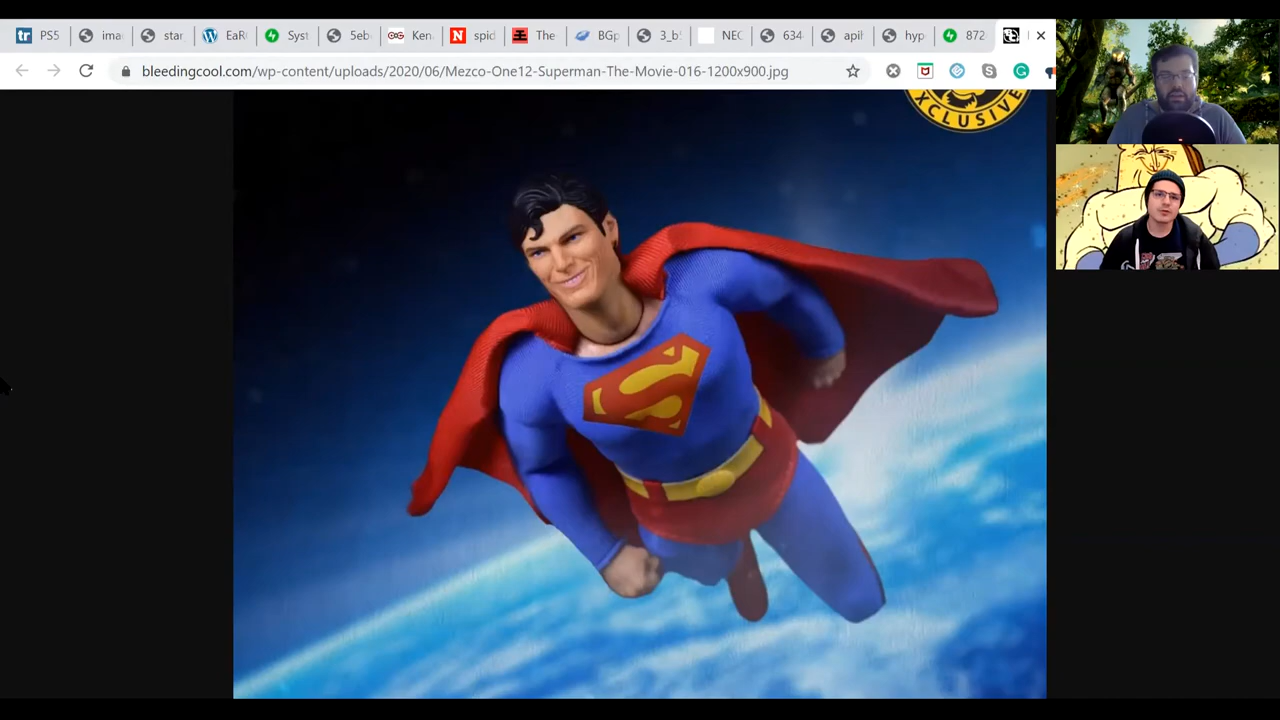 PS5 ima star EaR Syst 5eb Ken spid The BGp 3_b NEC 634 apil hyp 872
bleedingcool.com/wp-content/uploads/2020/06/Mezco-One12-Superman-The-Movie-016-1200x900.jpg
XCLUSIVE
S